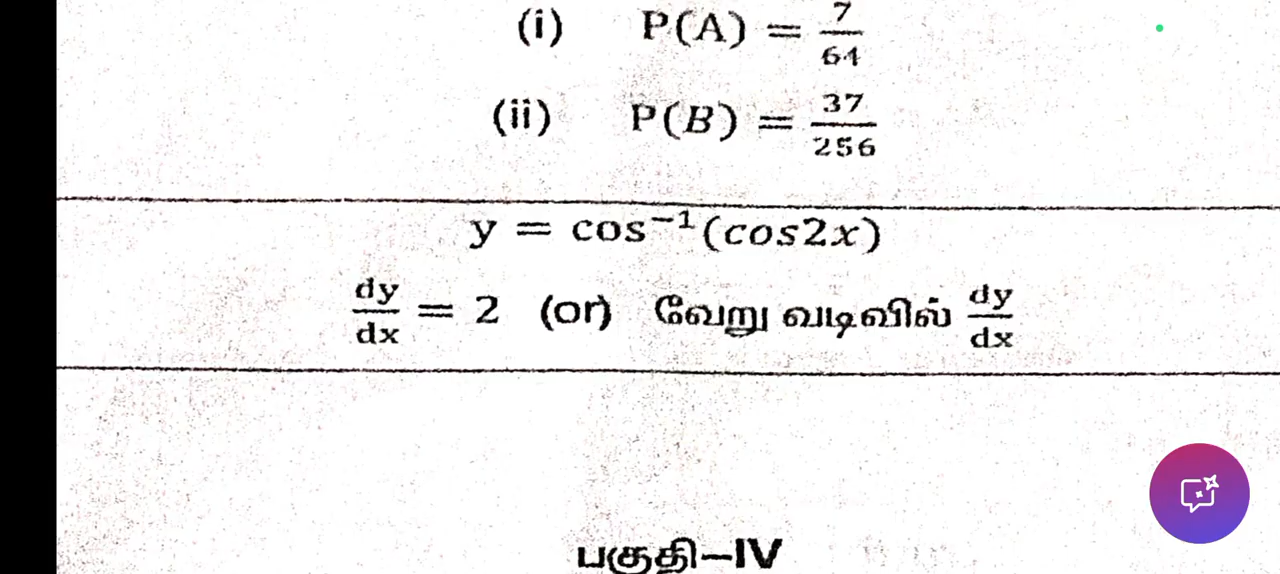 (i) P(A) = 7/64
(ii) P(B) = 37/256
y = cos⁻¹(cos2x)
dy/dx = 2 (or) வேறு வடிவில் dy/dx
பகுதி–IV